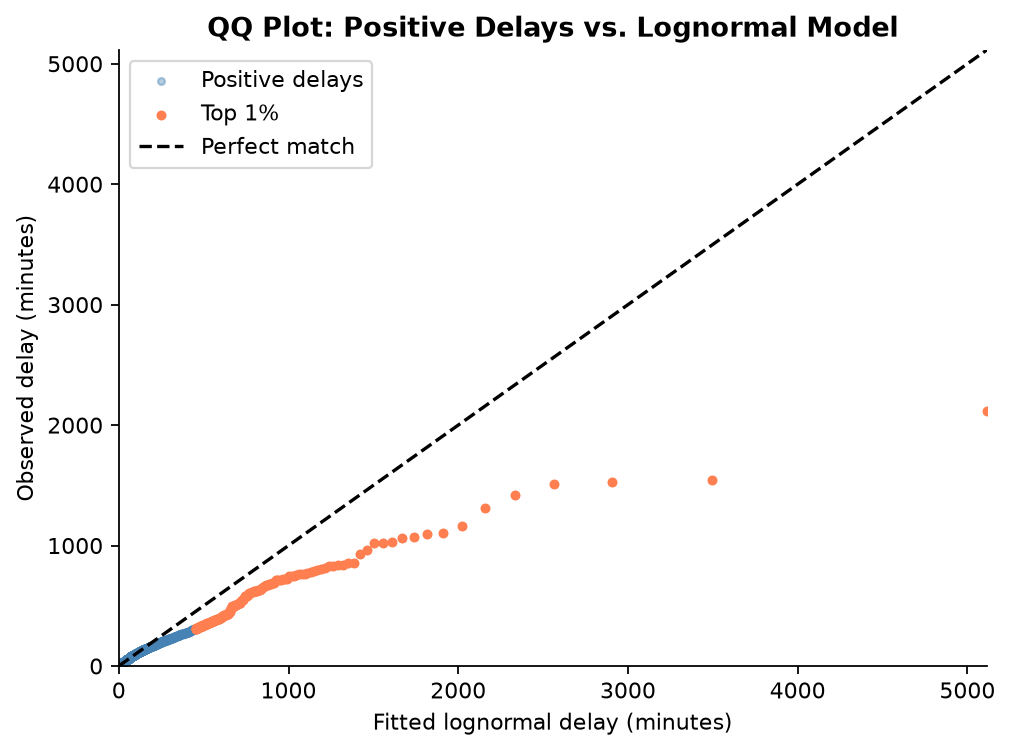 QQ Plot: Positive Delays vs. Lognormal Model
Positive delays
Top 1%
Perfect match
Observed delay (minutes)
5000
4000
3000
2000
1000
0
0 1000 2000 3000 4000 5000
Fitted lognormal delay (minutes)